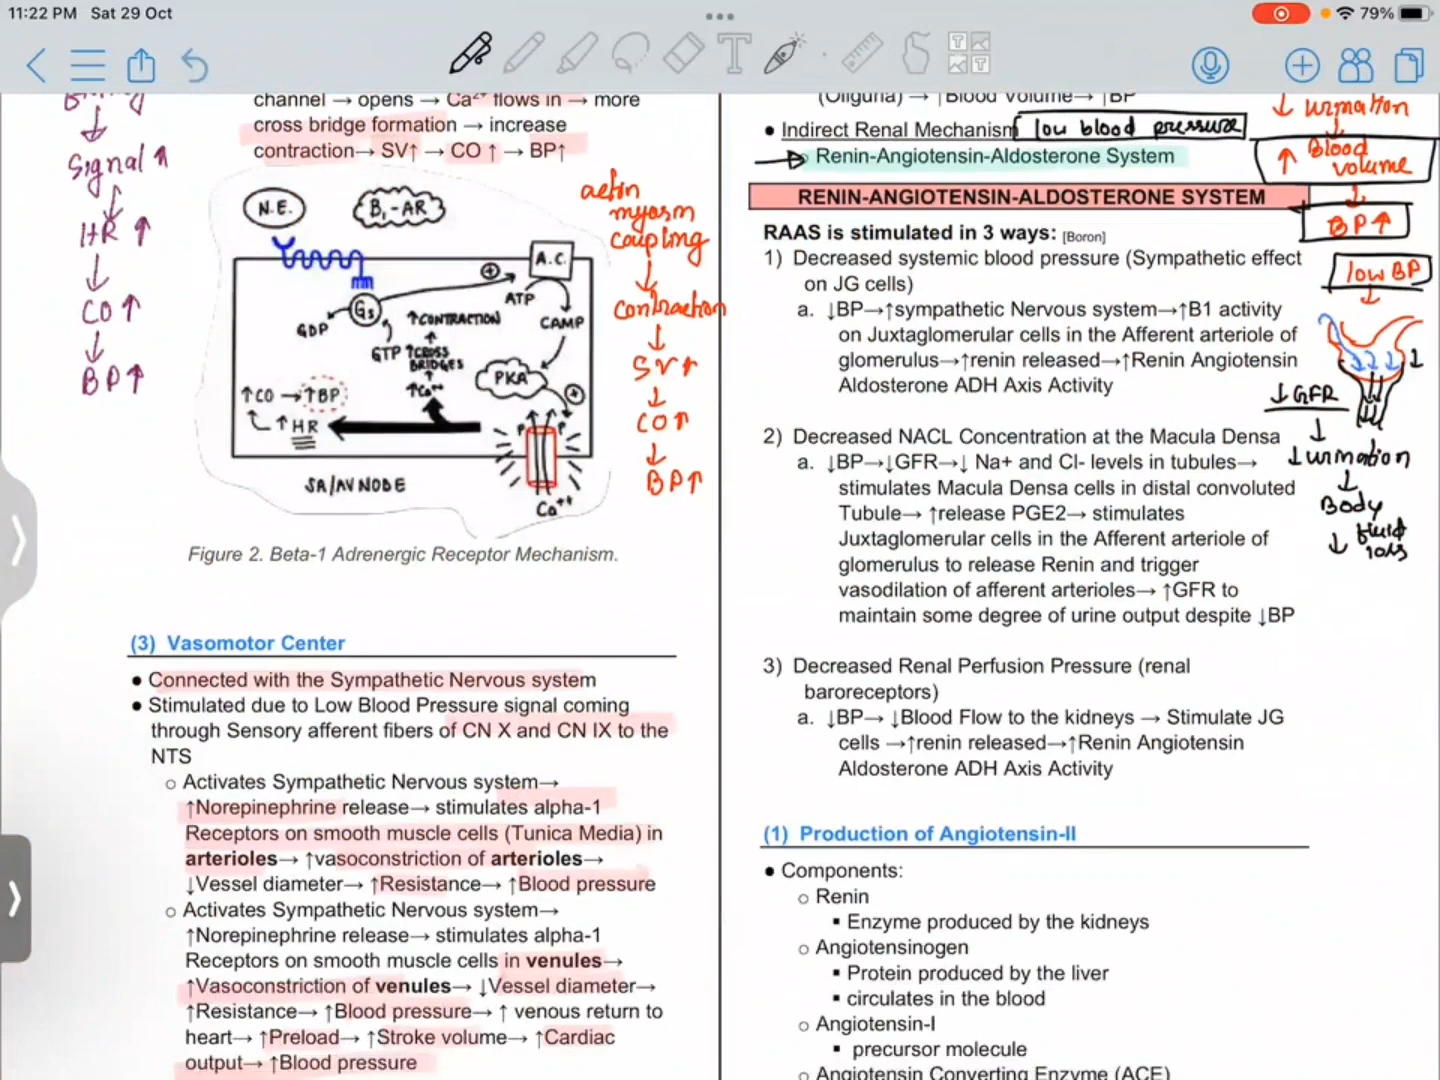 11:22 PM Sat 29 Oct
79%
Signal ↑
HR ↑
CO ↑
BP ↑
channel → opens → Ca²⁺ flows in → more
cross bridge formation → increase
contraction→ SV↑ → CO ↑ → BP↑
N.E.
B₁-AR
A.C.
ATP
Gs
GDP
GTP
↑CONTRACTION
↑CROSS
BRIDGES
↑Ca⁺⁺
CAMP
PKA
P
P
↑CO → ↑BP
↑HR
SA/AV NODE
Ca⁺⁺
actin
myosin
coupling
contraction
SV↑
CO↑
BP↑
Figure 2. Beta-1 Adrenergic Receptor Mechanism.
(3) Vasomotor Center
● Connected with the Sympathetic Nervous system
● Stimulated due to Low Blood Pressure signal coming
through Sensory afferent fibers of CN X and CN IX to the
NTS
o Activates Sympathetic Nervous system→
↑Norepinephrine release→ stimulates alpha-1
Receptors on smooth muscle cells (Tunica Media) in
arterioles→ ↑vasoconstriction of arterioles→
↓Vessel diameter→ ↑Resistance→ ↑Blood pressure
o Activates Sympathetic Nervous system→
↑Norepinephrine release→ stimulates alpha-1
Receptors on smooth muscle cells in venules→
↑Vasoconstriction of venules→ ↓Vessel diameter→
↑Resistance→ ↑Blood pressure→ ↑ venous return to
heart→ ↑Preload→ ↑Stroke volume→ ↑Cardiac
output→ ↑Blood pressure
(Oliguria) → ↑Blood Volume→ ↑BP
● Indirect Renal Mechanism low blood pressure
o Renin-Angiotensin-Aldosterone System
RENIN-ANGIOTENSIN-ALDOSTERONE SYSTEM
RAAS is stimulated in 3 ways: [Boron]
1) Decreased systemic blood pressure (Sympathetic effect
on JG cells)
a. ↓BP→↑sympathetic Nervous system→↑B1 activity
on Juxtaglomerular cells in the Afferent arteriole of
glomerulus→↑renin released→↑Renin Angiotensin
Aldosterone ADH Axis Activity
2) Decreased NACL Concentration at the Macula Densa
a. ↓BP→↓GFR→↓ Na+ and Cl- levels in tubules→
stimulates Macula Densa cells in distal convoluted
Tubule→ ↑release PGE2→ stimulates
Juxtaglomerular cells in the Afferent arteriole of
glomerulus to release Renin and trigger
vasodilation of afferent arterioles→ ↑GFR to
maintain some degree of urine output despite ↓BP
3) Decreased Renal Perfusion Pressure (renal
baroreceptors)
a. ↓BP→ ↓Blood Flow to the kidneys → Stimulate JG
cells →↑renin released→↑Renin Angiotensin
Aldosterone ADH Axis Activity
(1) Production of Angiotensin-II
● Components:
o Renin
▪ Enzyme produced by the kidneys
o Angiotensinogen
▪ Protein produced by the liver
▪ circulates in the blood
o Angiotensin-I
▪ precursor molecule
o Angiotensin Converting Enzyme (ACE)
↓ urination
↑ Blood
volume
BP↑
low BP
↓GFR
↓urination
Body
↓ fluid
loss